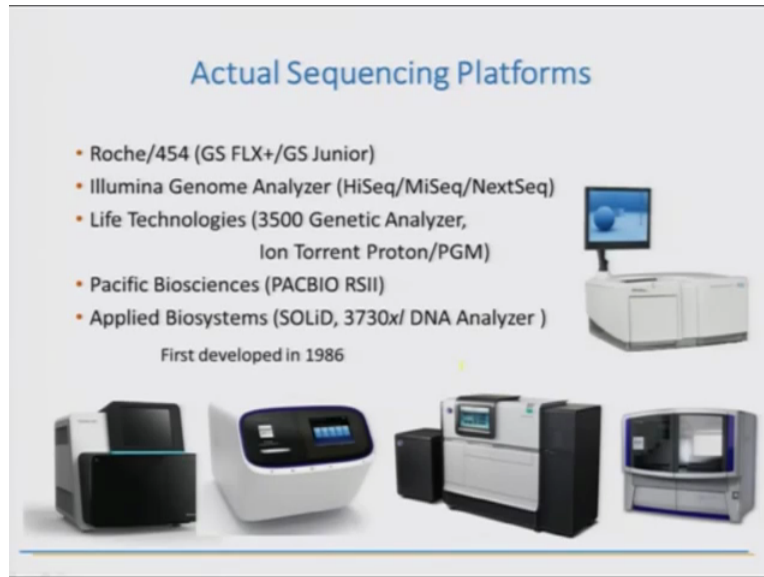 Actual Sequencing Platforms
• Roche/454 (GS FLX+/GS Junior)
• Illumina Genome Analyzer (HiSeq/MiSeq/NextSeq)
• Life Technologies (3500 Genetic Analyzer,
Ion Torrent Proton/PGM)
• Pacific Biosciences (PACBIO RSII)
• Applied Biosystems (SOLiD, 3730xl DNA Analyzer )
First developed in 1986